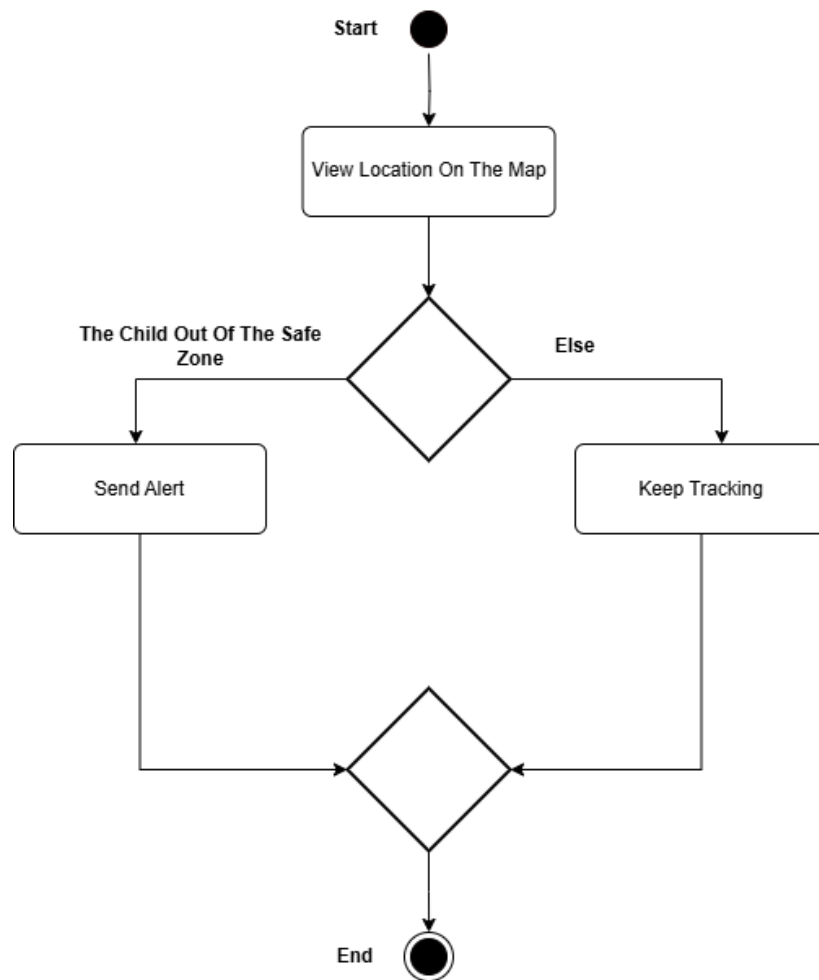 Start
View Location On The Map
The Child Out Of The Safe
Zone
Else
Send Alert
Keep Tracking
End